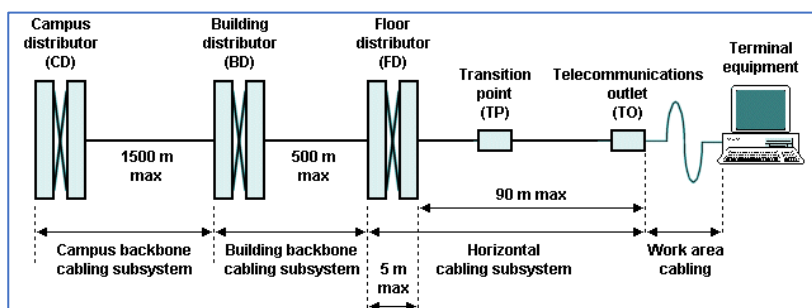 Campus
distributor
(CD)
Building
distributor
(BD)
Floor
distributor
(FD)
Transition
point
(TP)
Telecommunications
outlet
(TO)
Terminal
equipment
1500 m
max
500 m
max
90 m max
Campus backbone
cabling subsystem
Building backbone
cabling subsystem
Horizontal
cabling subsystem
Work area
cabling
5 m
max